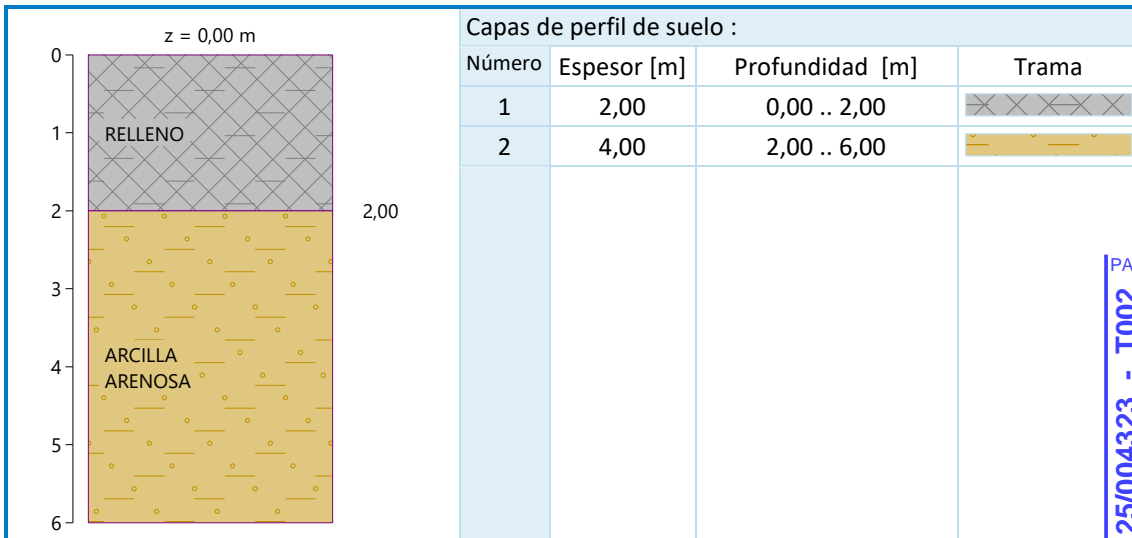 z = 0,00 m
0
1
2
3
4
5
6
RELLENO
2,00
ARCILLA
ARENOSA
Capas de perfil de suelo :
Número Espesor [m] Profundidad [m] Trama
1 2,00 0,00 .. 2,00
2 4,00 2,00 .. 6,00
PA
25/004323 - T002